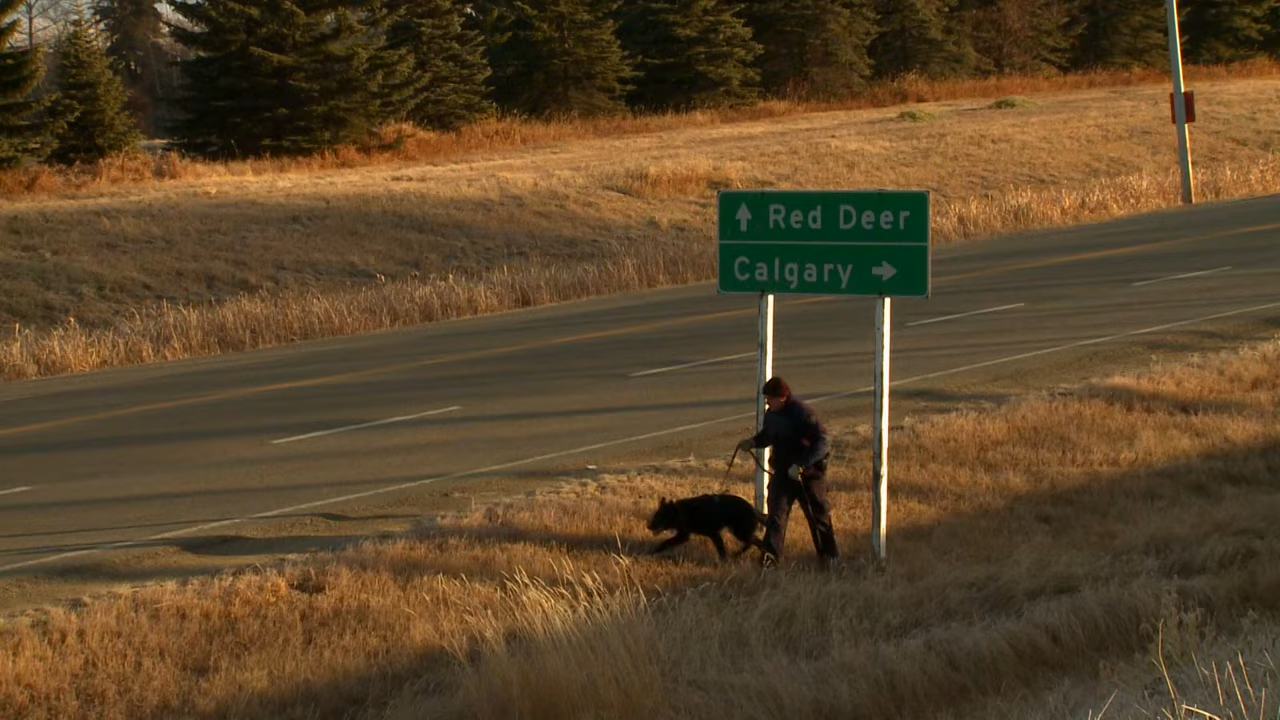 ↑ Red Deer
Calgary →